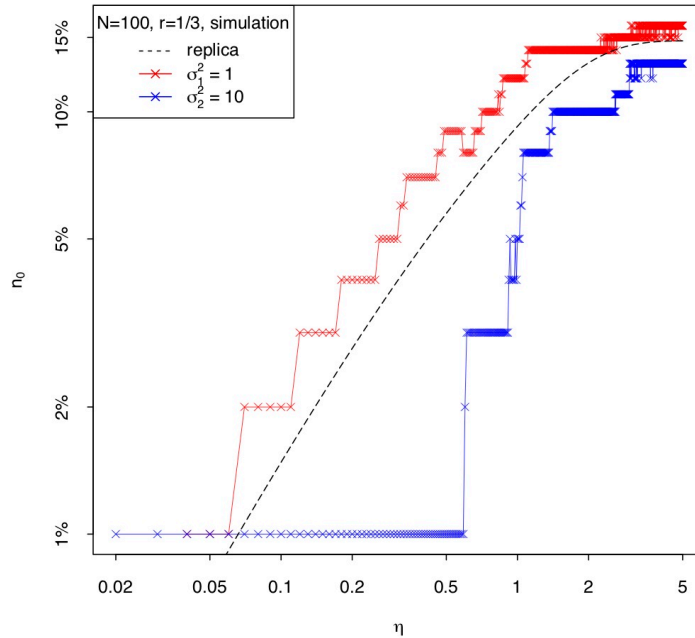 N=100, r=1/3, simulation
replica
σ₁² = 1
σ₂² = 10
15%
10%
5%
2%
1%
n₀
0.02 0.05 0.1 0.2 0.5 1 2 5
η